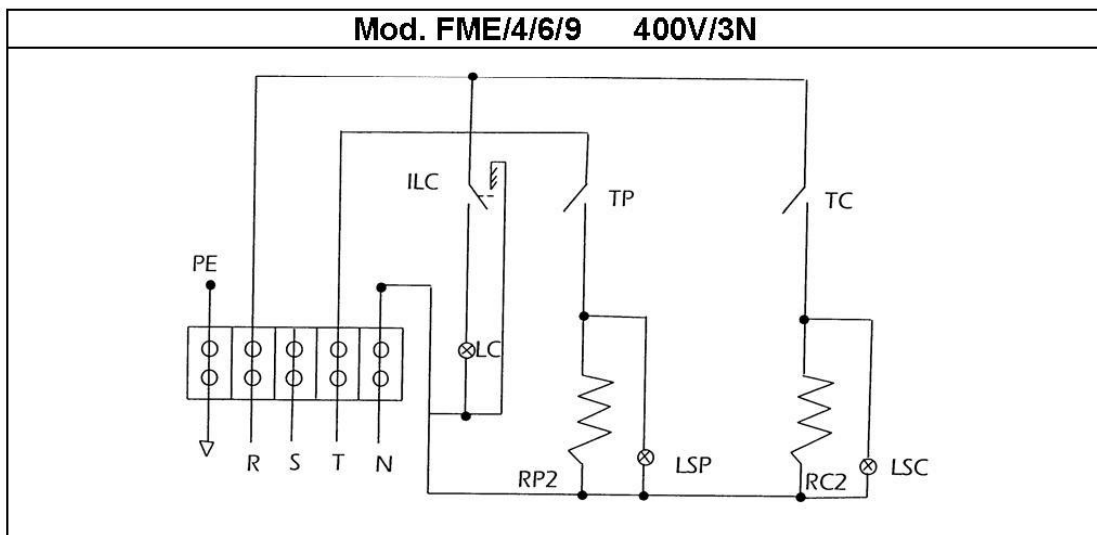 Mod. FME/4/6/9 400V/3N
ILC
TP
TC
PE
LC
R S T N
RP2
LSP
RC2
LSC